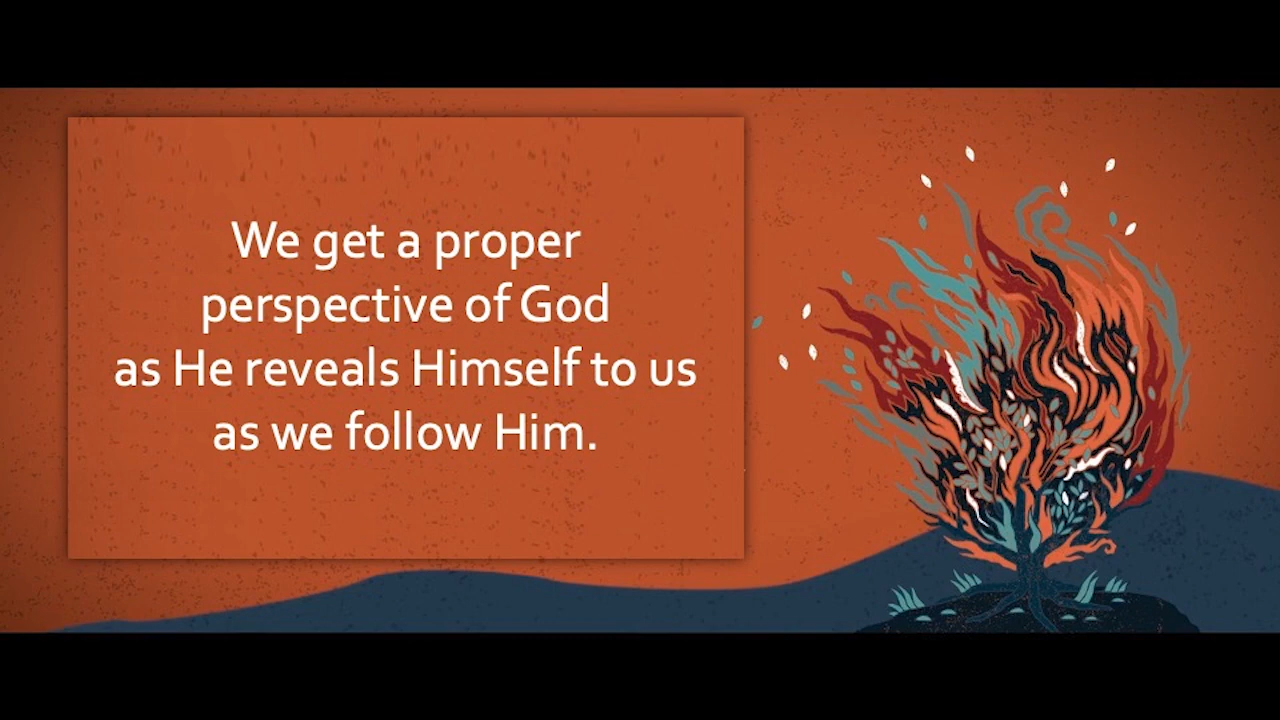 We get a proper
perspective of God
as He reveals Himself to us
as we follow Him.